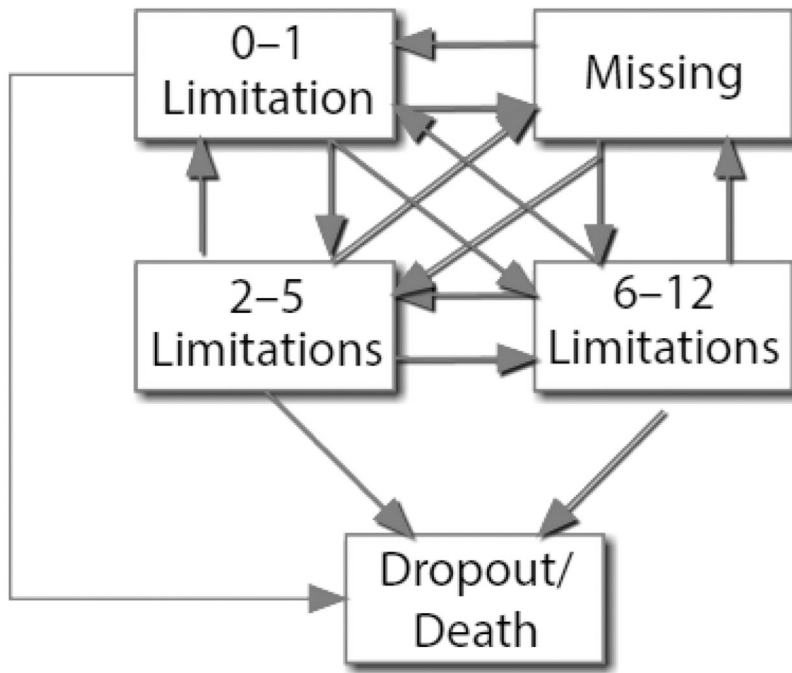 0–1
Limitation
Missing
2–5
Limitations
6–12
Limitations
Dropout/
Death